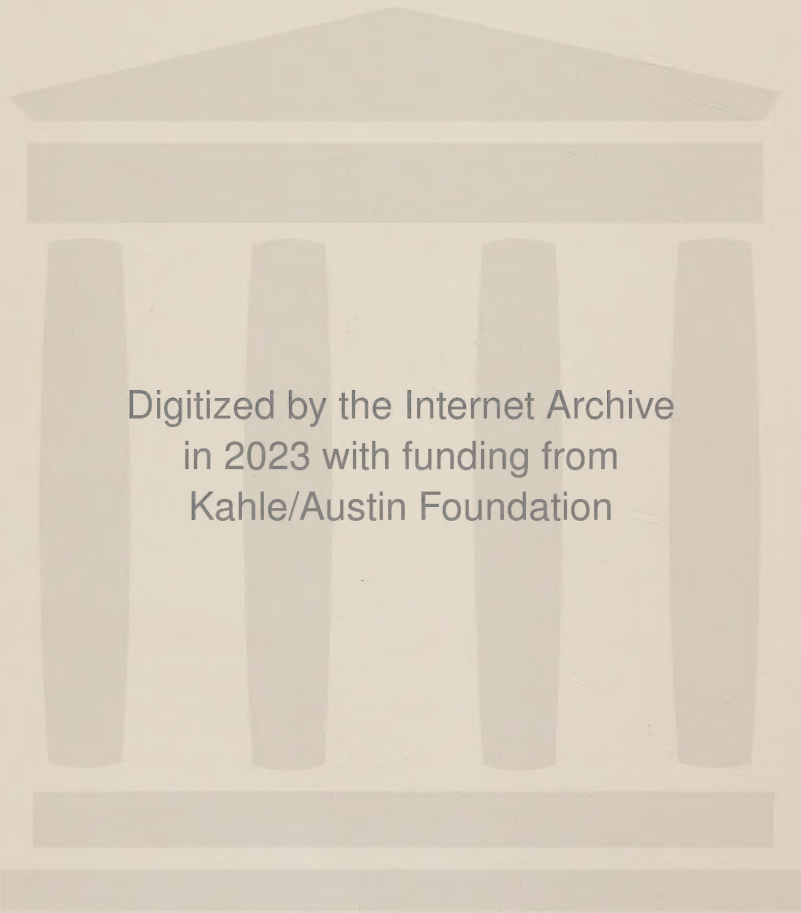 Digitized by the Internet Archive
in 2023 with funding from
Kahle/Austin Foundation